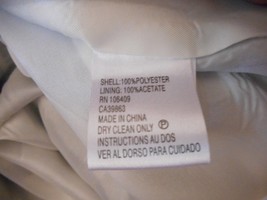 SHELL:100%POLYESTER
LINING: 100%ACETATE
RN 106409
CA35963
MADE IN CHINA
DRY CLEAN ONLY Ⓟ
INSTRUCTIONS AU DOS
VER AL DORSO PARA CUIDADO